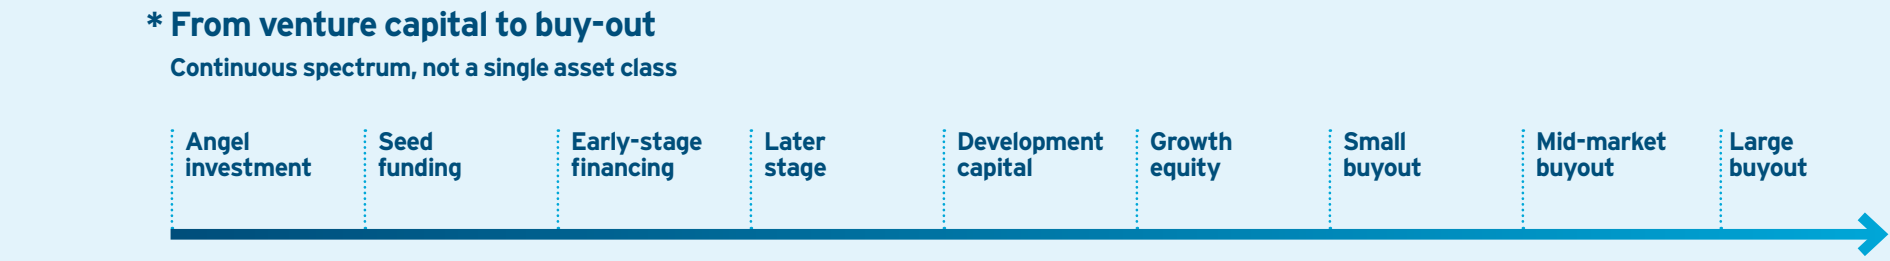 * From venture capital to buy-out
Continuous spectrum, not a single asset class
Angel
investment
Seed
funding
Early-stage
financing
Later
stage
Development
capital
Growth
equity
Small
buyout
Mid-market
buyout
Large
buyout